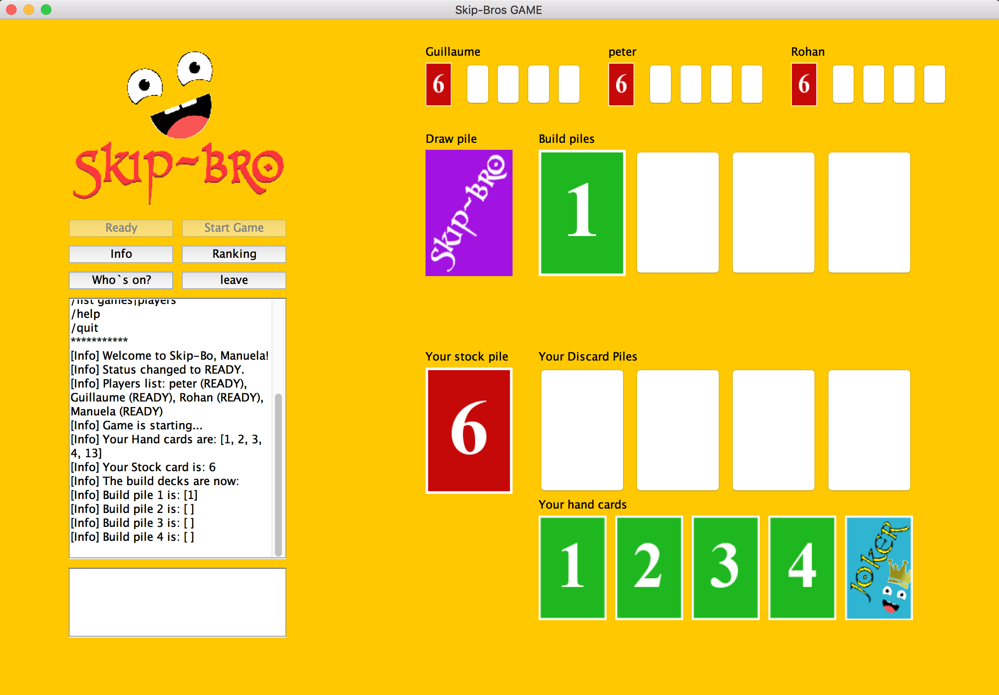 Skip-Bros GAME
SKIP~BRO
Ready
Start Game
Info
Ranking
Who`s on?
leave
/list games|players
/help
/quit
***********
[Info] Welcome to Skip-Bo, Manuela!
[Info] Status changed to READY.
[Info] Players list: peter (READY),
Guillaume (READY), Rohan (READY),
Manuela (READY)
[Info] Game is starting...
[Info] Your Hand cards are: [1, 2, 3,
4, 13]
[Info] Your Stock card is: 6
[Info] The build decks are now:
[Info] Build pile 1 is: [1]
[Info] Build pile 2 is: [ ]
[Info] Build pile 3 is: [ ]
[Info] Build pile 4 is: [ ]
Guillaume
6
peter
6
Rohan
6
Draw pile
SKIP~BRO
Build piles
1
Your stock pile
6
Your Discard Piles
Your hand cards
1
2
3
4
JOKER